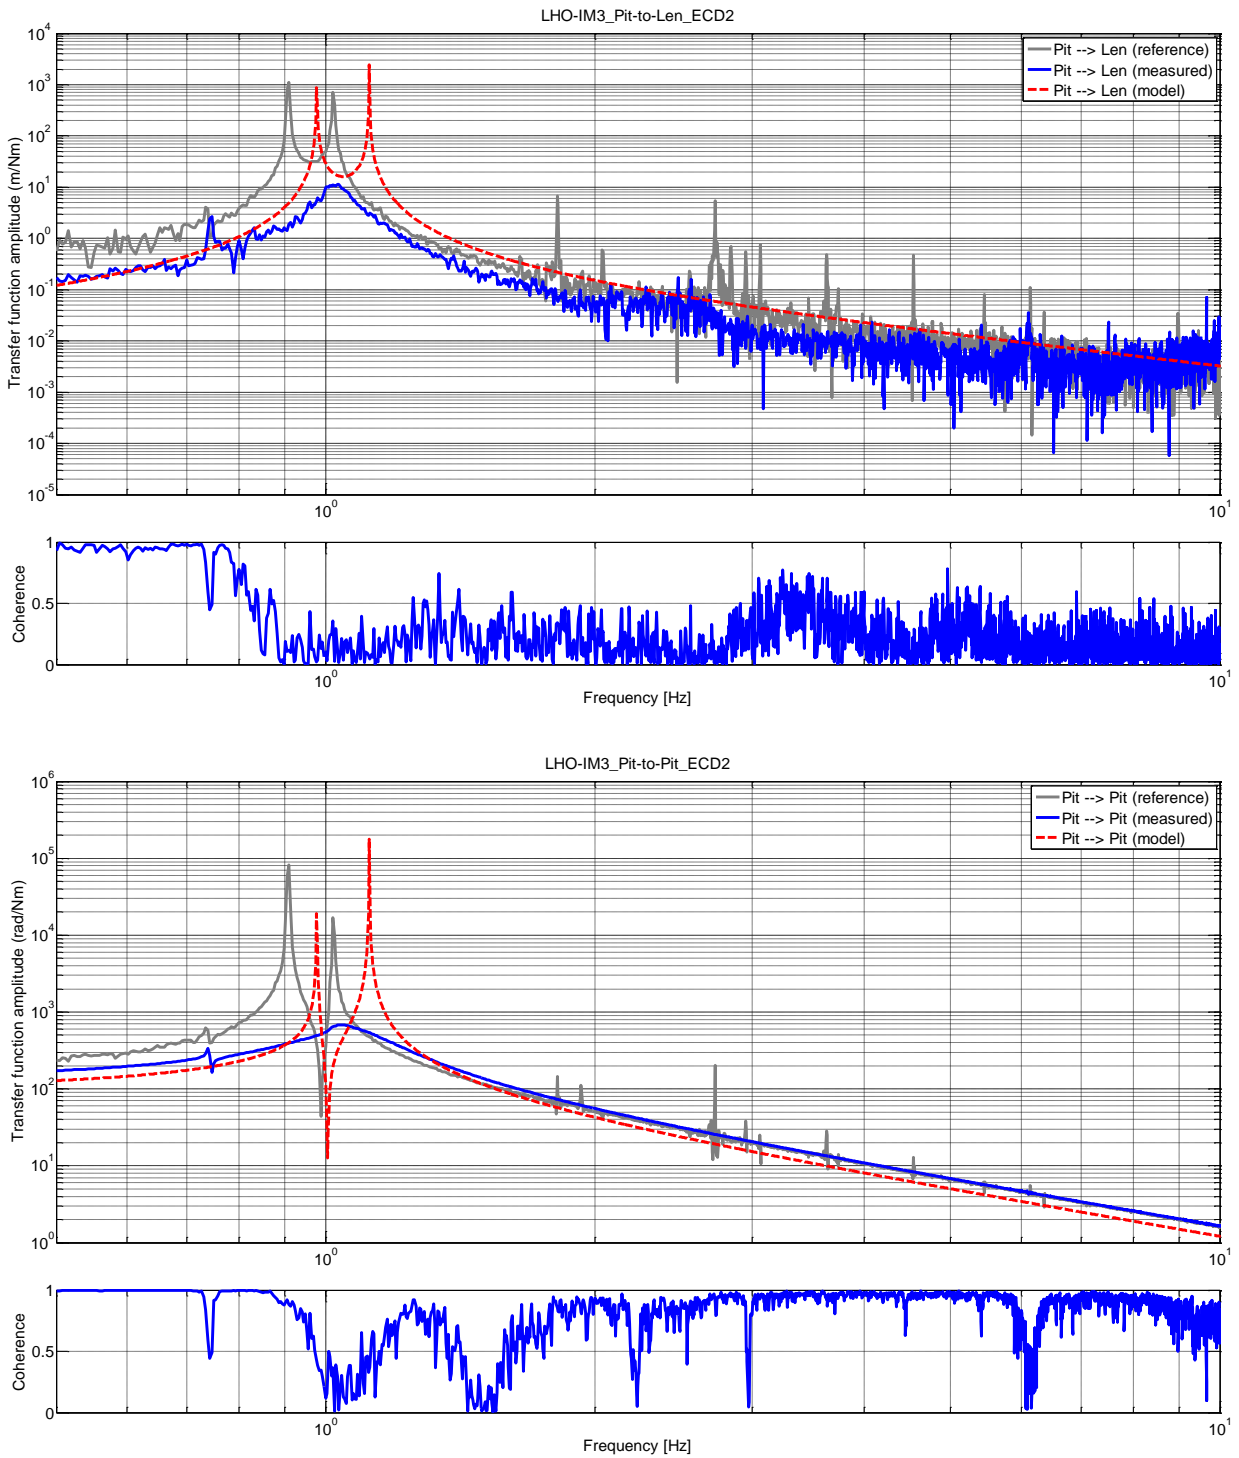 LHO-IM3_Pit-to-Len_ECD2
Transfer function amplitude (m/Nm)
10^4
10^3
10^2
10^1
10^0
10^-1
10^-2
10^-3
10^-4
10^-5
Pit --> Len (reference)
Pit --> Len (measured)
Pit --> Len (model)
10^0
10^1
Coherence
1
0.5
0
10^0
10^1
Frequency [Hz]
LHO-IM3_Pit-to-Pit_ECD2
Transfer function amplitude (rad/Nm)
10^6
10^5
10^4
10^3
10^2
10^1
10^0
Pit --> Pit (reference)
Pit --> Pit (measured)
Pit --> Pit (model)
10^0
10^1
Coherence
1
0.5
0
10^0
10^1
Frequency [Hz]